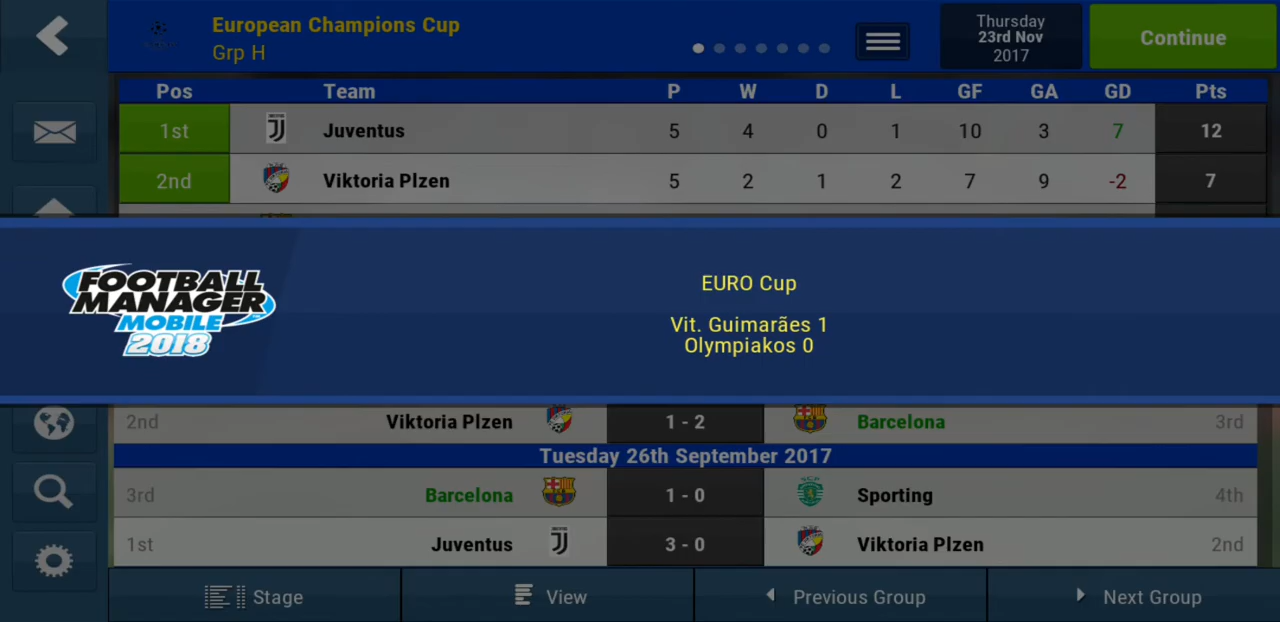 European Champions Cup
Grp H
Thursday
23rd Nov
2017
Continue
Pos Team P W D L GF GA GD Pts
1st Juventus 5 4 0 1 10 3 7 12
2nd Viktoria Plzen 5 2 1 2 7 9 -2 7
FOOTBALL
MANAGER
MOBILE
2018
EURO Cup
Vit. Guimarães 1
Olympiakos 0
2nd Viktoria Plzen 1 - 2 Barcelona 3rd
Tuesday 26th September 2017
3rd Barcelona 1 - 0 Sporting 4th
1st Juventus 3 - 0 Viktoria Plzen 2nd
Stage View Previous Group Next Group